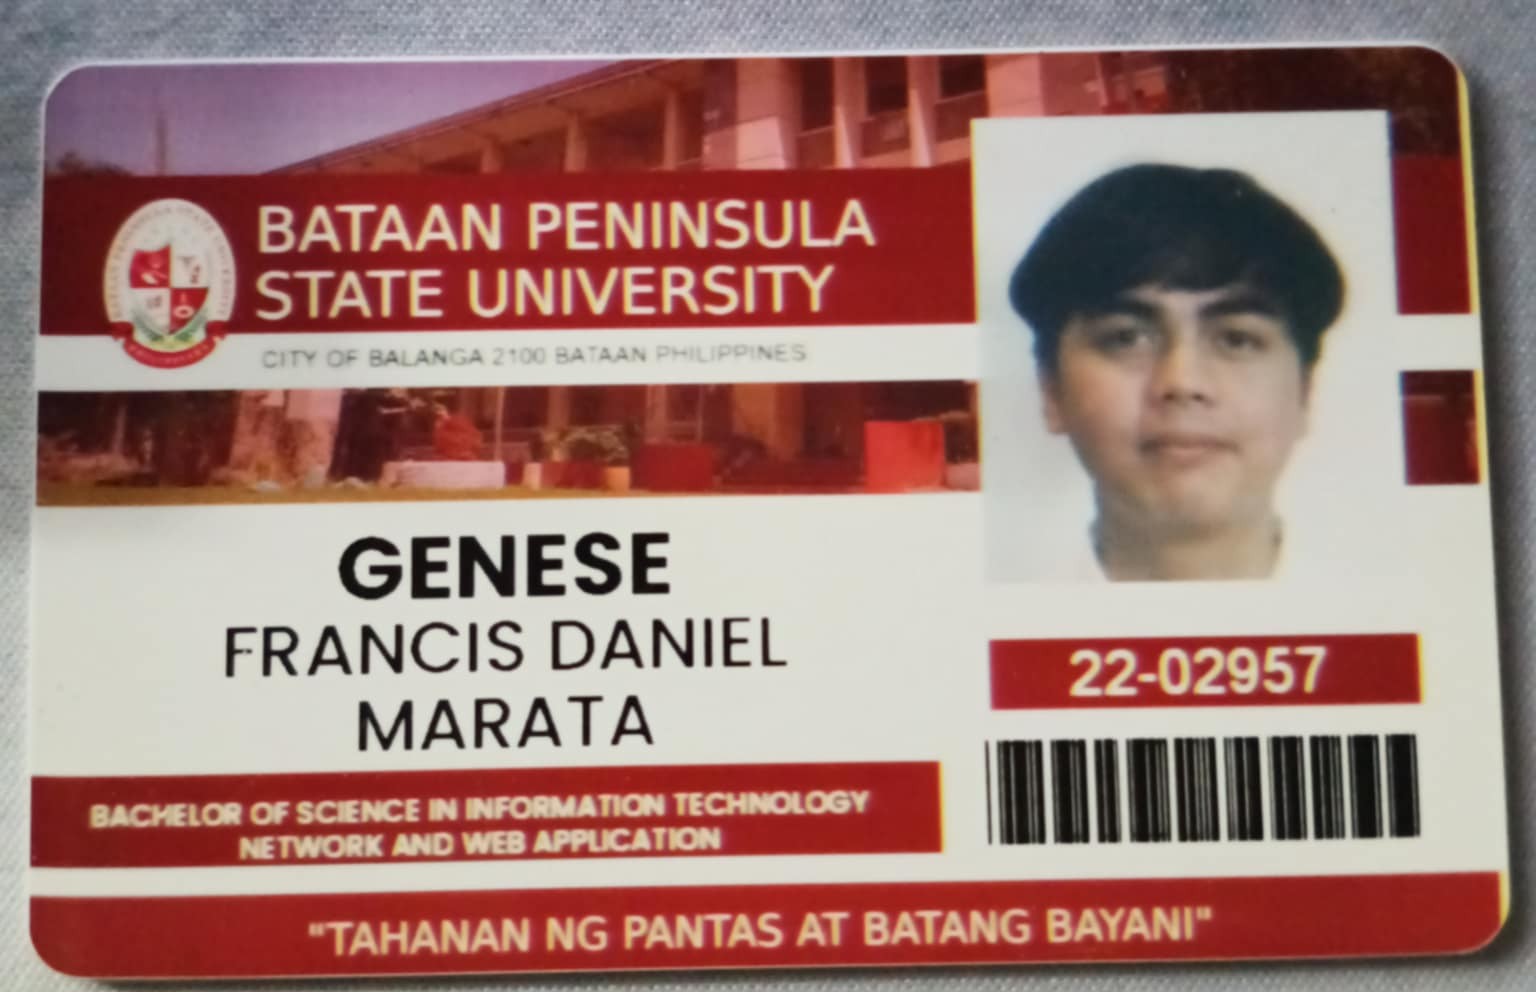 BATAAN PENINSULA
STATE UNIVERSITY
CITY OF BALANGA 2100 BATAAN PHILIPPINES
GENESE
FRANCIS DANIEL
MARATA
22-02957
BACHELOR OF SCIENCE IN INFORMATION TECHNOLOGY
NETWORK AND WEB APPLICATION
"TAHANAN NG PANTAS AT BATANG BAYANI"